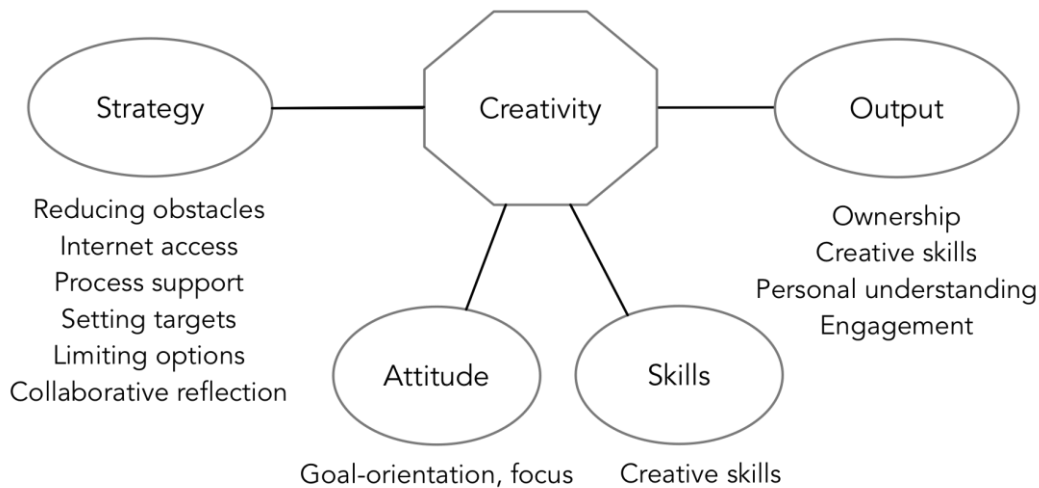 Strategy
Creativity
Output
Reducing obstacles
Internet access
Process support
Setting targets
Limiting options
Collaborative reflection
Ownership
Creative skills
Personal understanding
Engagement
Attitude
Skills
Goal-orientation, focus
Creative skills